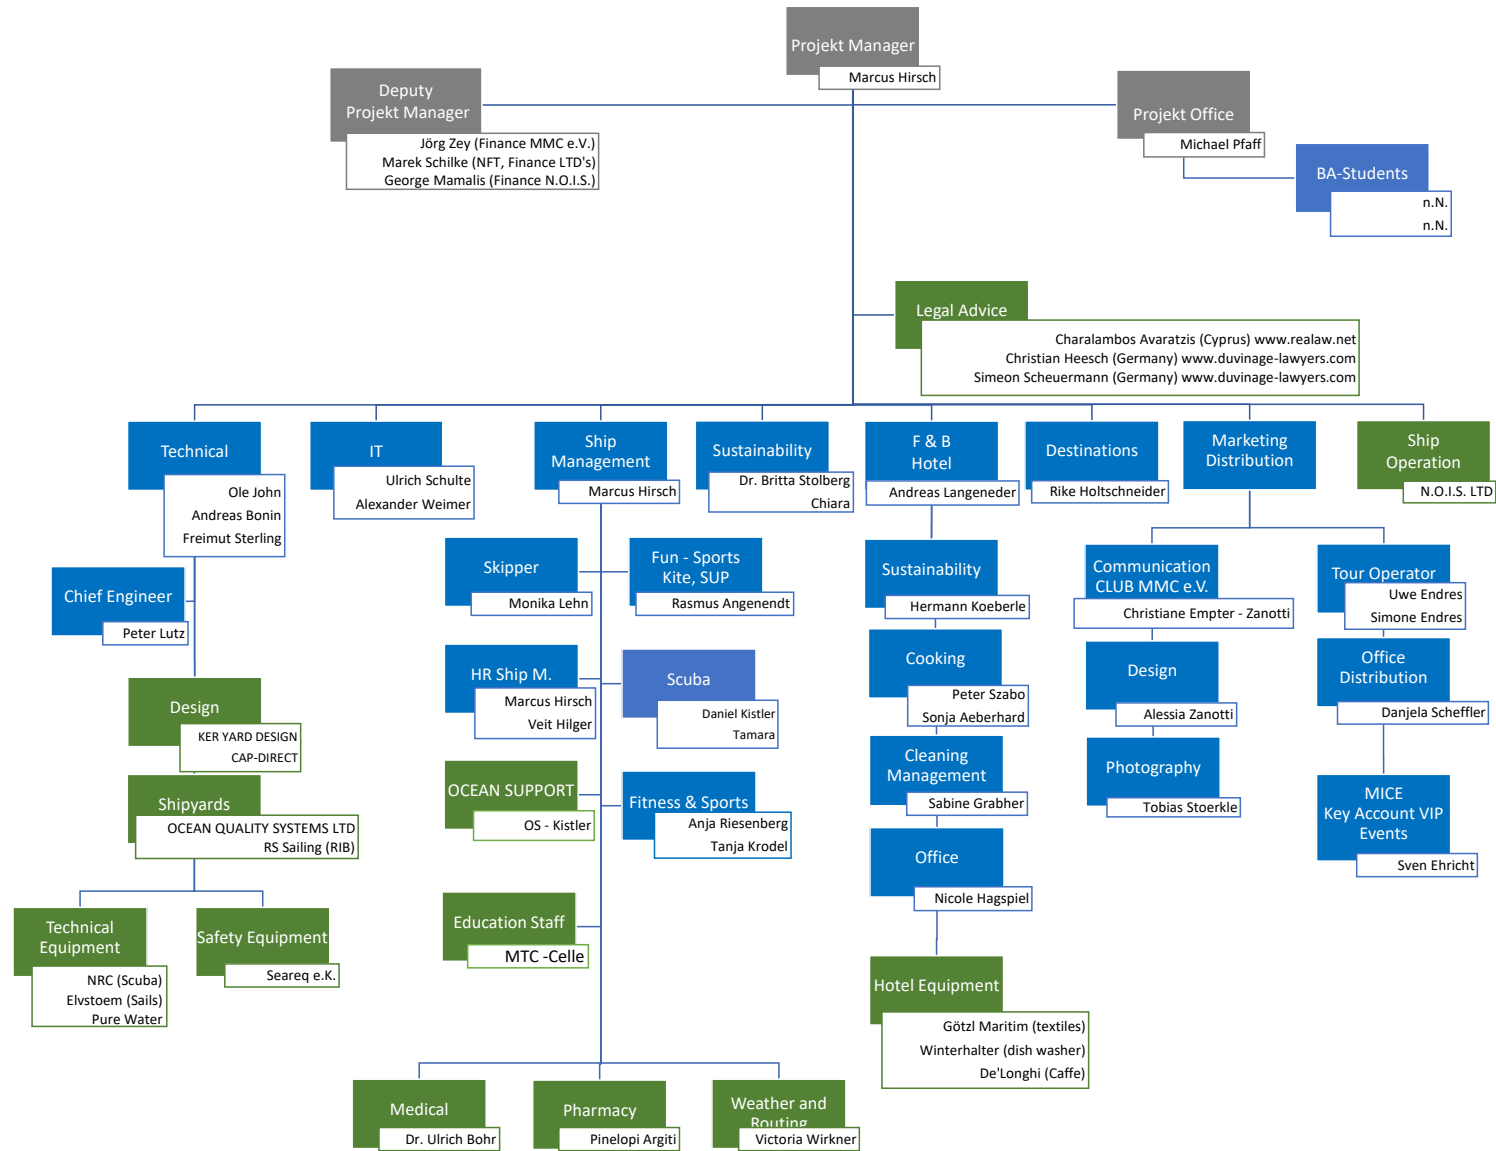 Projekt Manager
Marcus Hirsch
Deputy
Projekt Manager
Jörg Zey (Finance MMC e.V.)
Marek Schilke (NFT, Finance LTD's)
George Mamalis (Finance N.O.I.S.)
Projekt Office
Michael Pfaff
BA-Students
n.N.
n.N.
Legal Advice
Charalambos Avaratzis (Cyprus) www.realaw.net
Christian Heesch (Germany) www.duvinage-lawyers.com
Simeon Scheuermann (Germany) www.duvinage-lawyers.com
Technical
Ole John
Andreas Bonin
Freimut Sterling
IT
Ulrich Schulte
Alexander Weimer
Ship
Management
Marcus Hirsch
Sustainability
Dr. Britta Stolberg
Chiara
F & B
Hotel
Andreas Langeneder
Destinations
Rike Holtschneider
Marketing
Distribution
Ship
Operation
N.O.I.S. LTD
Chief Engineer
Peter Lutz
Design
KER YARD DESIGN
CAP-DIRECT
Shipyards
OCEAN QUALITY SYSTEMS LTD
RS Sailing (RIB)
Technical
Equipment
NRC (Scuba)
Elvstoem (Sails)
Pure Water
Safety Equipment
Seareq e.K.
Skipper
Monika Lehn
Fun - Sports
Kite, SUP
Rasmus Angenendt
HR Ship M.
Marcus Hirsch
Veit Hilger
Scuba
Daniel Kistler
Tamara
OCEAN SUPPORT
OS - Kistler
Fitness & Sports
Anja Riesenberg
Tanja Krodel
Education Staff
MTC -Celle
Medical
Dr. Ulrich Bohr
Pharmacy
Pinelopi Argiti
Weather and
Routing
Victoria Wirkner
Sustainability
Hermann Koeberle
Cooking
Peter Szabo
Sonja Aeberhard
Cleaning
Management
Sabine Grabher
Office
Nicole Hagspiel
Hotel Equipment
Götzl Maritim (textiles)
Winterhalter (dish washer)
De'Longhi (Caffe)
Communication
CLUB MMC e.V.
Christiane Empter - Zanotti
Design
Alessia Zanotti
Photography
Tobias Stoerkle
Tour Operator
Uwe Endres
Simone Endres
Office
Distribution
Danjela Scheffler
MICE
Key Account VIP
Events
Sven Ehricht